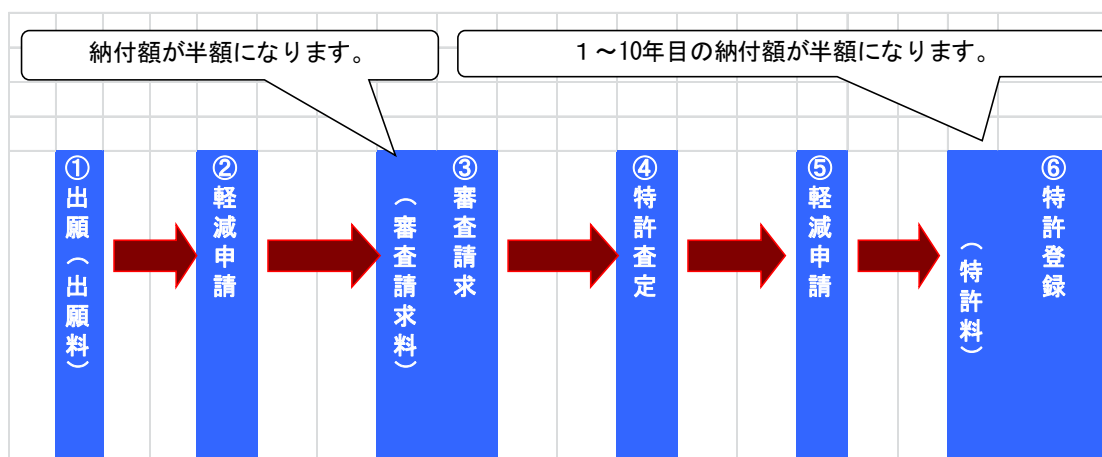 納付額が半額になります。
１～10年目の納付額が半額になります。
①出願（出願料）
②軽減申請
③審査請求
（審査請求料）
④特許査定
⑤軽減申請
⑥特許登録
（特許料）